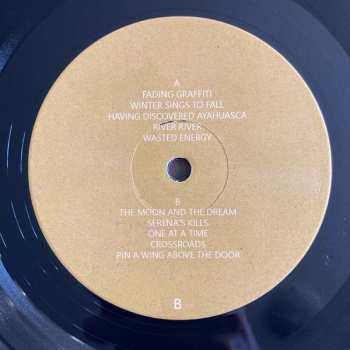 A
FADING GRAFFITI
WINTER SINGS TO FALL
HAVING DISCOVERED AYAHUASCA
RIVER RIVER
WASTED ENERGY
B
THE MOON AND THE DREAM
SERENA'S KILLS
ONE AT A TIME
CROSSROADS
PIN A WING ABOVE THE DOOR
B